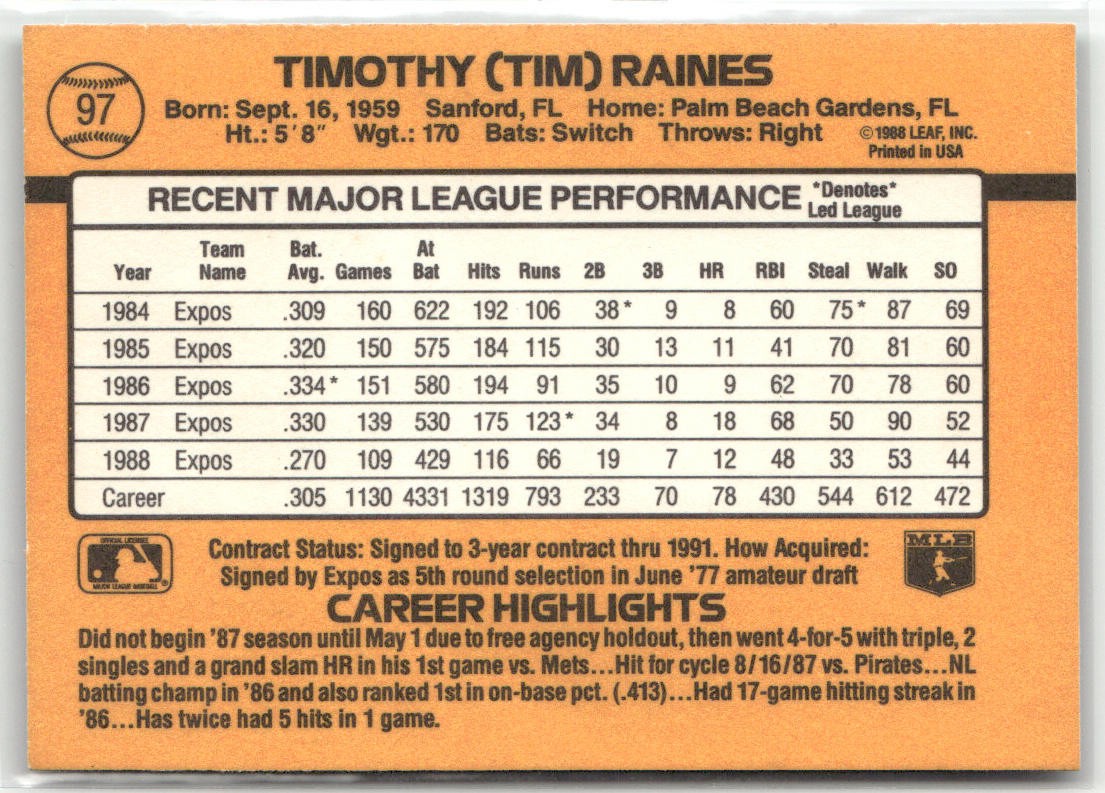 TIMOTHY (TIM) RAINES
97
Born: Sept. 16, 1959 Sanford, FL Home: Palm Beach Gardens, FL
Ht.: 5'8" Wgt.: 170 Bats: Switch Throws: Right ©1988 LEAF, INC.
Printed in USA
RECENT MAJOR LEAGUE PERFORMANCE *Denotes*
Led League
Year Team Name Bat. Avg. Games At Bat Hits Runs 2B 3B HR RBI Steal Walk SO
1984 Expos .309 160 622 192 106 38* 9 8 60 75* 87 69
1985 Expos .320 150 575 184 115 30 13 11 41 70 81 60
1986 Expos .334* 151 580 194 91 35 10 9 62 70 78 60
1987 Expos .330 139 530 175 123* 34 8 18 68 50 90 52
1988 Expos .270 109 429 116 66 19 7 12 48 33 53 44
Career .305 1130 4331 1319 793 233 70 78 430 544 612 472
OFFICIAL LICENSEE
MAJOR LEAGUE BASEBALL ®
MLB
Contract Status: Signed to 3-year contract thru 1991. How Acquired:
Signed by Expos as 5th round selection in June '77 amateur draft
CAREER HIGHLIGHTS
Did not begin '87 season until May 1 due to free agency holdout, then went 4-for-5 with triple, 2
singles and a grand slam HR in his 1st game vs. Mets...Hit for cycle 8/16/87 vs. Pirates...NL
batting champ in '86 and also ranked 1st in on-base pct. (.413)...Had 17-game hitting streak in
'86...Has twice had 5 hits in 1 game.